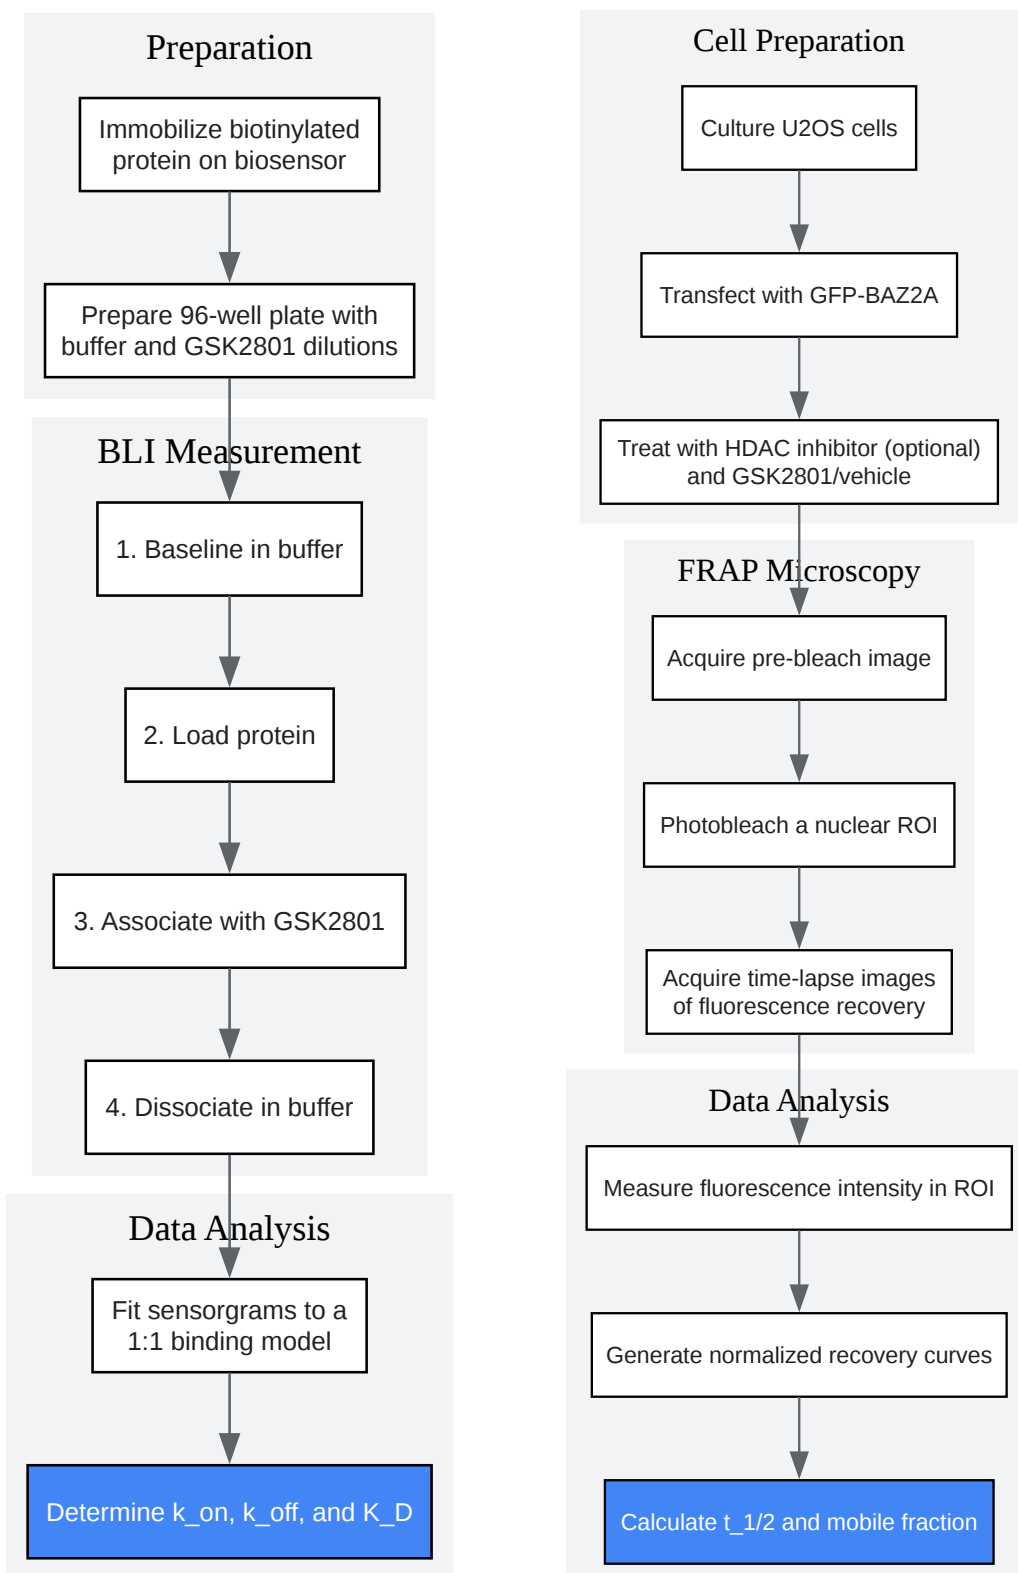 Preparation
Immobilize biotinylated
protein on biosensor
Prepare 96-well plate with
buffer and GSK2801 dilutions
BLI Measurement
1. Baseline in buffer
2. Load protein
3. Associate with GSK2801
4. Dissociate in buffer
Data Analysis
Fit sensorgrams to a
1:1 binding model
Determine k_on, k_off, and K_D
Cell Preparation
Culture U2OS cells
Transfect with GFP-BAZ2A
Treat with HDAC inhibitor (optional)
and GSK2801/vehicle
FRAP Microscopy
Acquire pre-bleach image
Photobleach a nuclear ROI
Acquire time-lapse images
of fluorescence recovery
Data Analysis
Measure fluorescence intensity in ROI
Generate normalized recovery curves
Calculate t_1/2 and mobile fraction